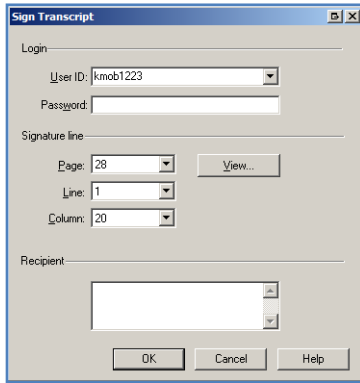 Sign Transcript
Login
User ID: kmob1223
Password:
Signature line
Page: 28 View...
Line: 1
Column: 20
Recipient
OK Cancel Help